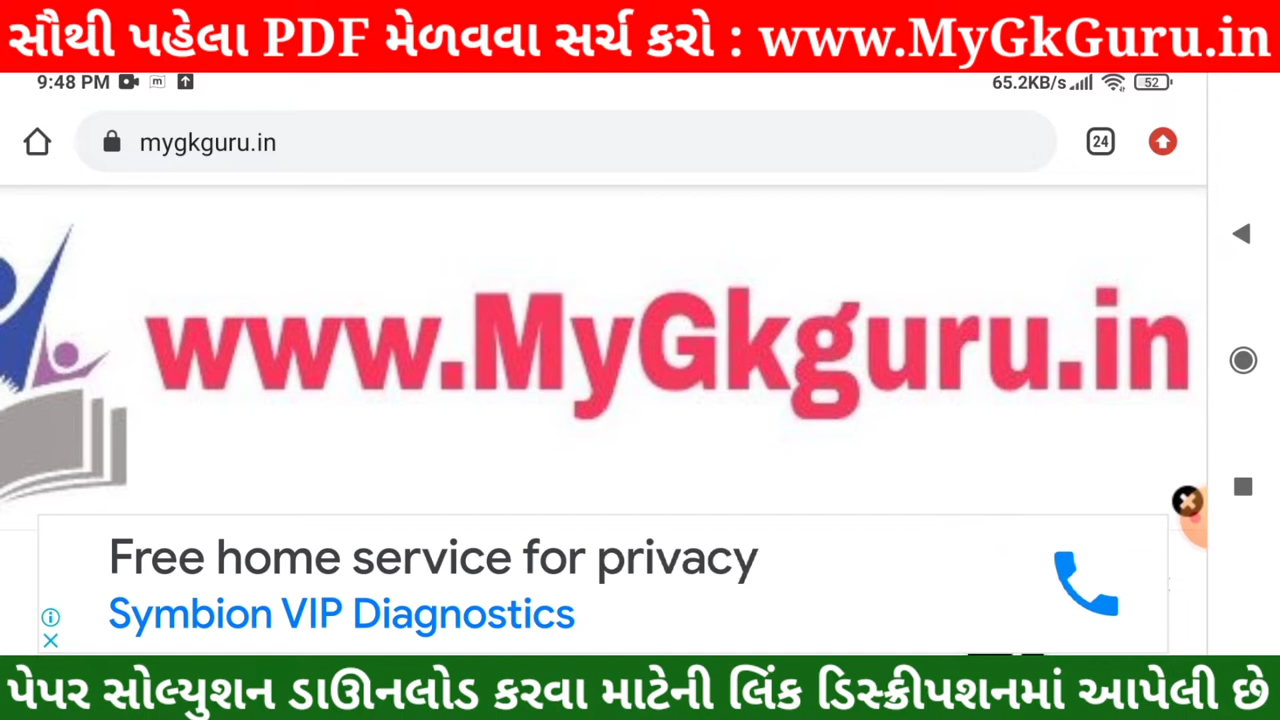 સૌથી પહેલા PDF મેળવવા સર્ચ કરો : www.MyGkGuru.in
9:48 PM m 65.2KB/s 52
mygkguru.in 24
www.MyGkguru.in
Free home service for privacy
Symbion VIP Diagnostics
પેપર સોલ્યુશન ડાઊનલોડ કરવા માટેની લિંક ડિસ્ક્રીપશનમાં આપેલી છે